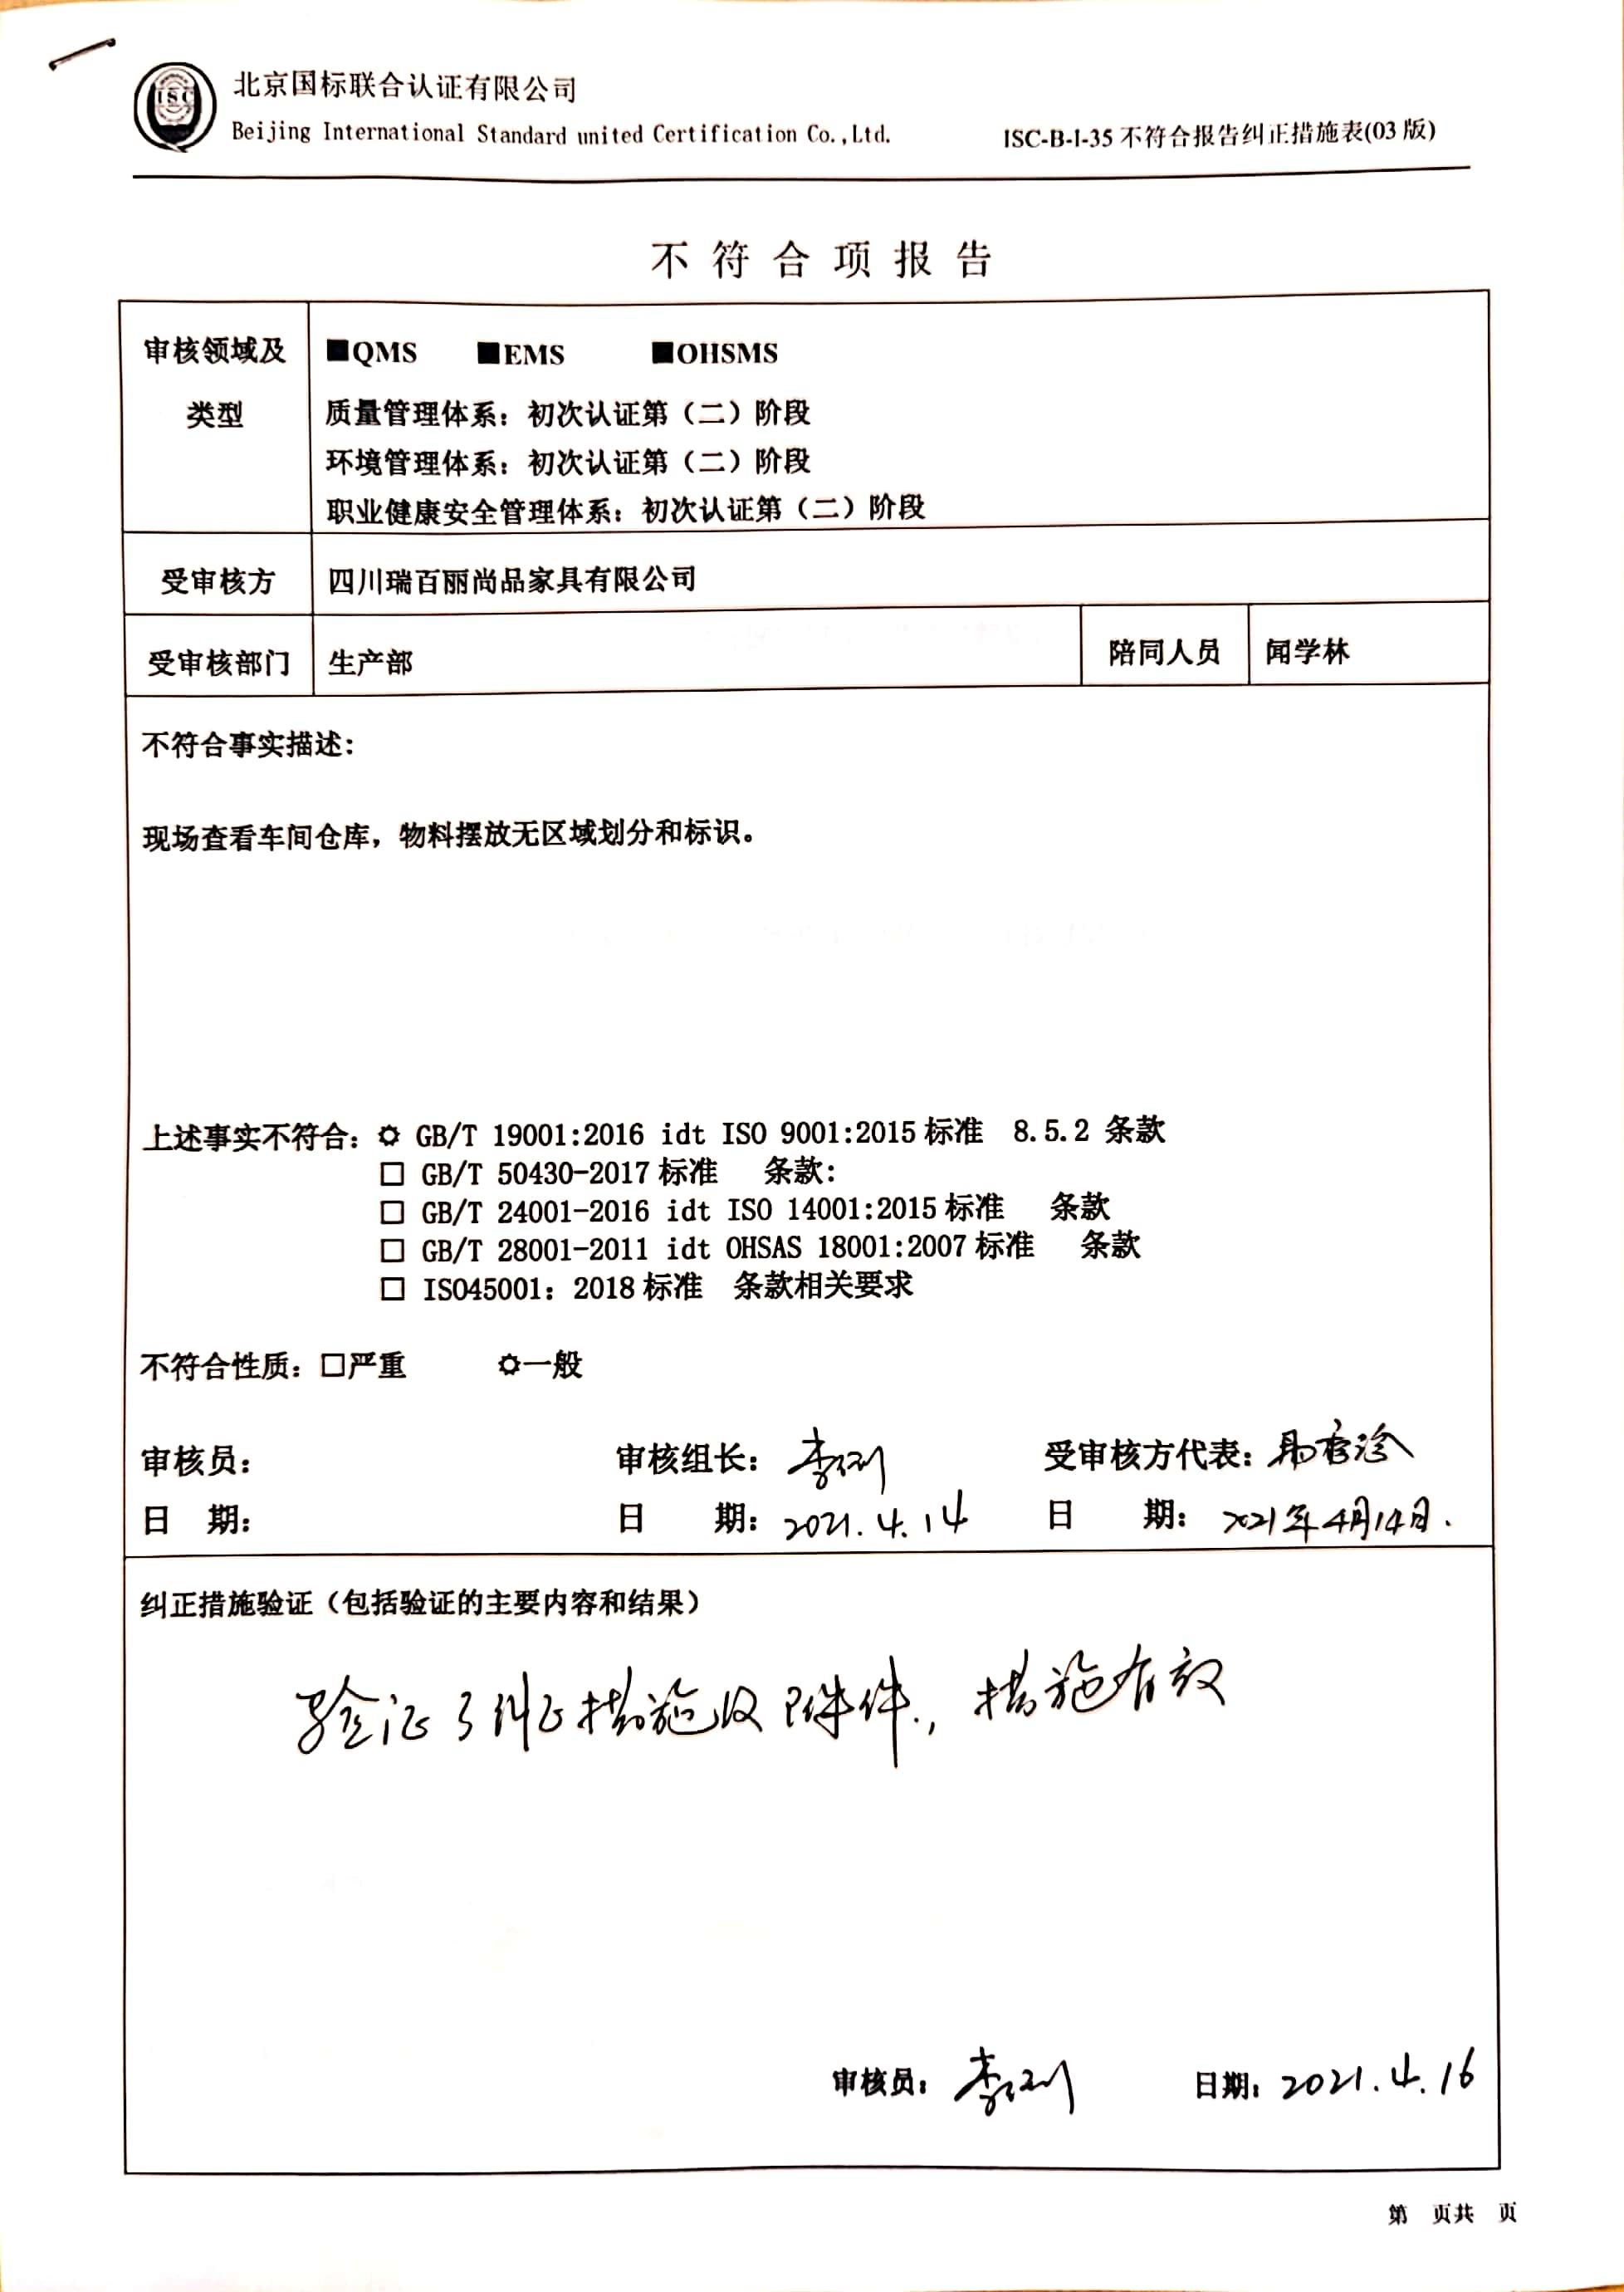 ISC
北京国标联合认证有限公司
Beijing International Standard united Certification Co.,Ltd.
ISC-B-I-35 不符合报告纠正措施表(03 版)
不符合项报告
审核领域及类型
■QMS ■EMS ■OHSMS
质量管理体系：初次认证第（二）阶段
环境管理体系：初次认证第（二）阶段
职业健康安全管理体系：初次认证第（二）阶段
受审核方 四川瑞百丽尚品家具有限公司
受审核部门 生产部 陪同人员 闻学林
不符合事实描述：
现场查看车间仓库，物料摆放无区域划分和标识。
上述事实不符合：✡ GB/T 19001:2016 idt ISO 9001:2015 标准 8.5.2 条款
□ GB/T 50430-2017 标准 条款：
□ GB/T 24001-2016 idt ISO 14001:2015 标准 条款
□ GB/T 28001-2011 idt OHSAS 18001:2007 标准 条款
□ ISO45001：2018 标准 条款相关要求
不符合性质：□严重 ✡一般
审核员： 审核组长： 受审核方代表：
日 期： 日 期：2021.4.14 日 期：2021年4月14日.
纠正措施验证（包括验证的主要内容和结果）
验证了纠正措施及附件，措施有效
审核员： 日期：2021.4.16
第 页共 页